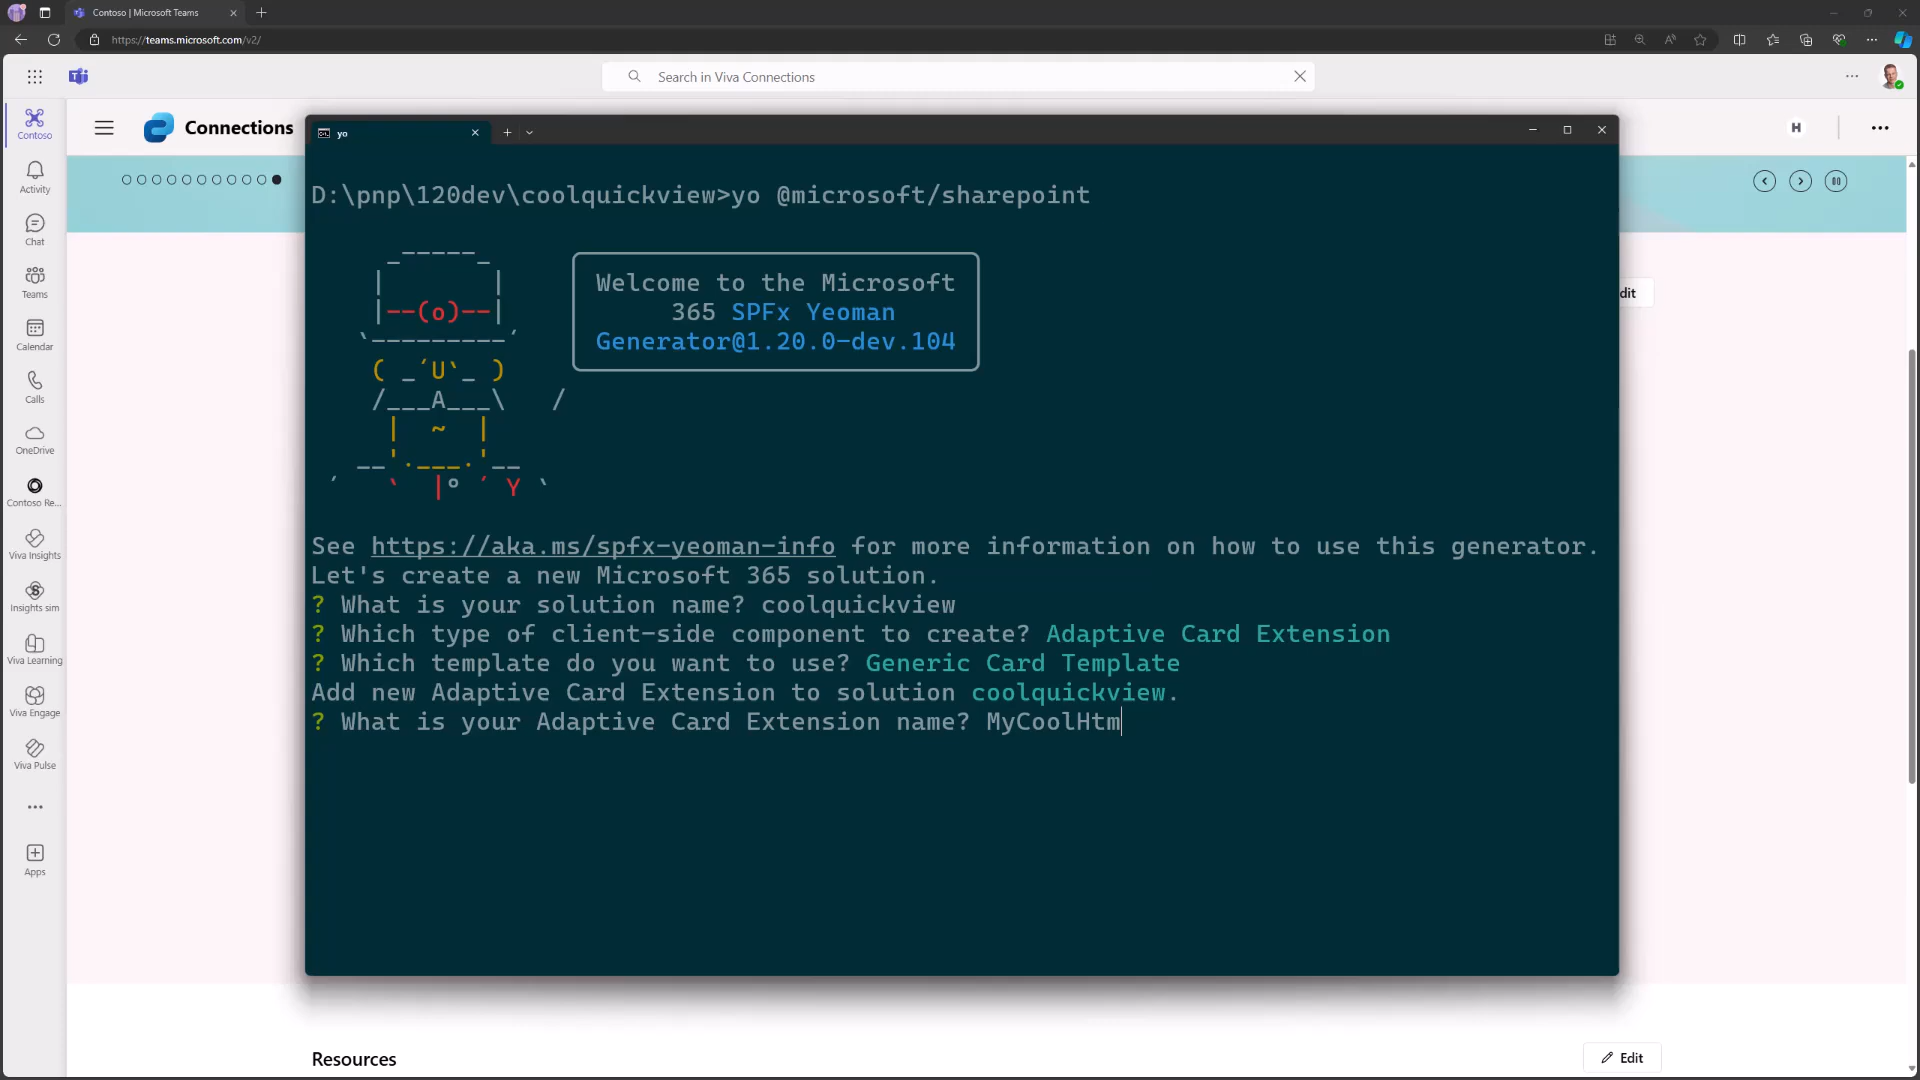 Contoso | Microsoft Teams
https://teams.microsoft.com/v2/
Search in Viva Connections
Contoso
Activity
Chat
Teams
Calendar
Calls
OneDrive
Contoso Re...
Viva Insights
Insights sim
Viva Learning
Viva Engage
Viva Pulse
Apps
Connections
H
dit
yo
D:\pnp\120dev\coolquickview>yo @microsoft/sharepoint
Welcome to the Microsoft
365 SPFx Yeoman
Generator@1.20.0-dev.104
See https://aka.ms/spfx-yeoman-info for more information on how to use this generator.
Let's create a new Microsoft 365 solution.
? What is your solution name? coolquickview
? Which type of client-side component to create? Adaptive Card Extension
? Which template do you want to use? Generic Card Template
Add new Adaptive Card Extension to solution coolquickview.
? What is your Adaptive Card Extension name? MyCoolHtm
Resources
Edit